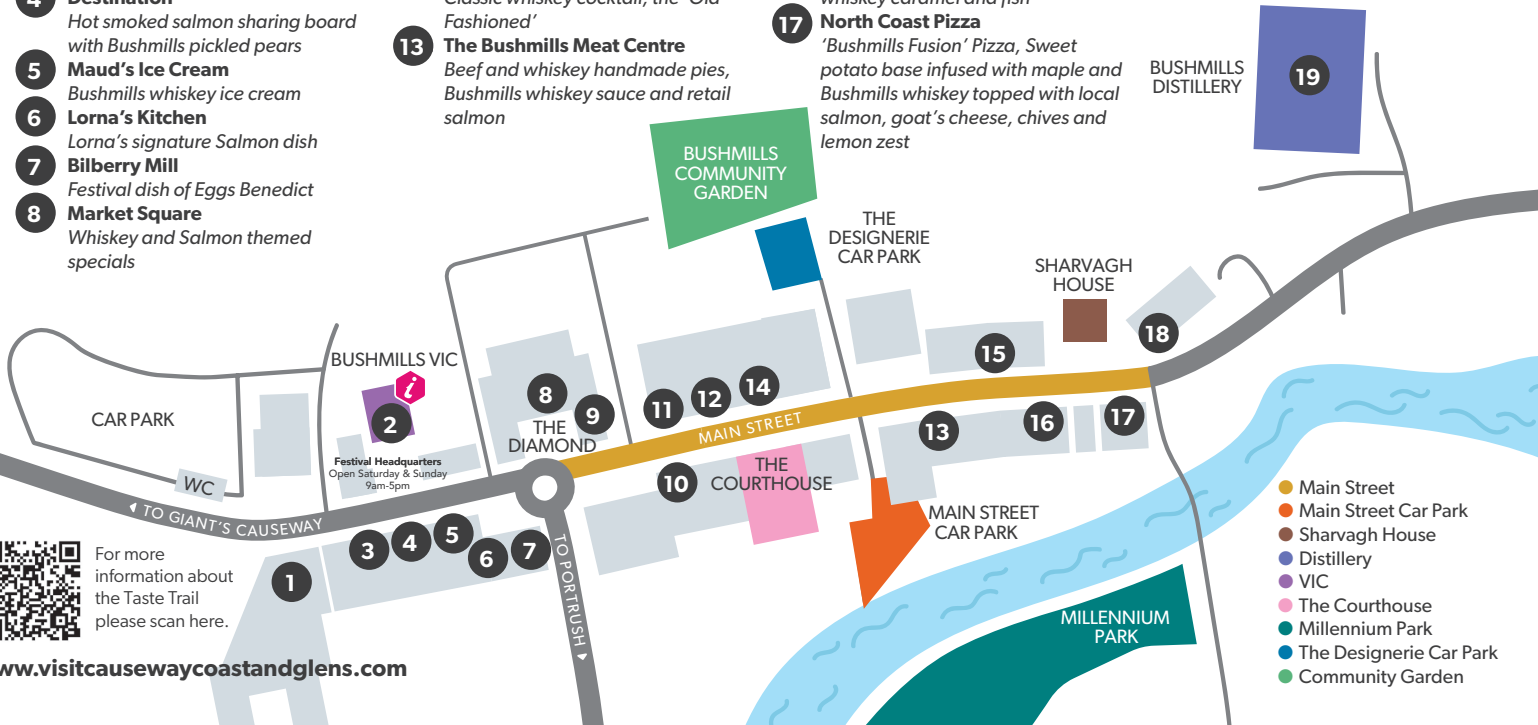 4 Destination
Hot smoked salmon sharing board
with Bushmills pickled pears
5 Maud's Ice Cream
Bushmills whiskey ice cream
6 Lorna's Kitchen
Lorna's signature Salmon dish
7 Bilberry Mill
Festival dish of Eggs Benedict
8 Market Square
Whiskey and Salmon themed
specials
Classic whiskey cocktail, the 'Old
Fashioned'
13 The Bushmills Meat Centre
Beef and whiskey handmade pies,
Bushmills whiskey sauce and retail
salmon
whiskey caramel and fish
17 North Coast Pizza
'Bushmills Fusion' Pizza, Sweet
potato base infused with maple and
Bushmills whiskey topped with local
salmon, goat's cheese, chives and
lemon zest
BUSHMILLS
DISTILLERY
19
BUSHMILLS
COMMUNITY
GARDEN
THE
DESIGNERIE
CAR PARK
SHARVAGH
HOUSE
18
15
BUSHMILLS VIC
i
2
Festival Headquarters
Open Saturday & Sunday
9am-5pm
CAR PARK
WC
8
9
THE
DIAMOND
11
12
14
MAIN STREET
13
16
17
10
THE
COURTHOUSE
MAIN STREET
CAR PARK
TO GIANT'S CAUSEWAY
3
4
5
6
7
1
TO PORTRUSH
MILLENNIUM
PARK
For more
information about
the Taste Trail
please scan here.
ww.visitcausewaycoastandglens.com
Main Street
Main Street Car Park
Sharvagh House
Distillery
VIC
The Courthouse
Millennium Park
The Designerie Car Park
Community Garden